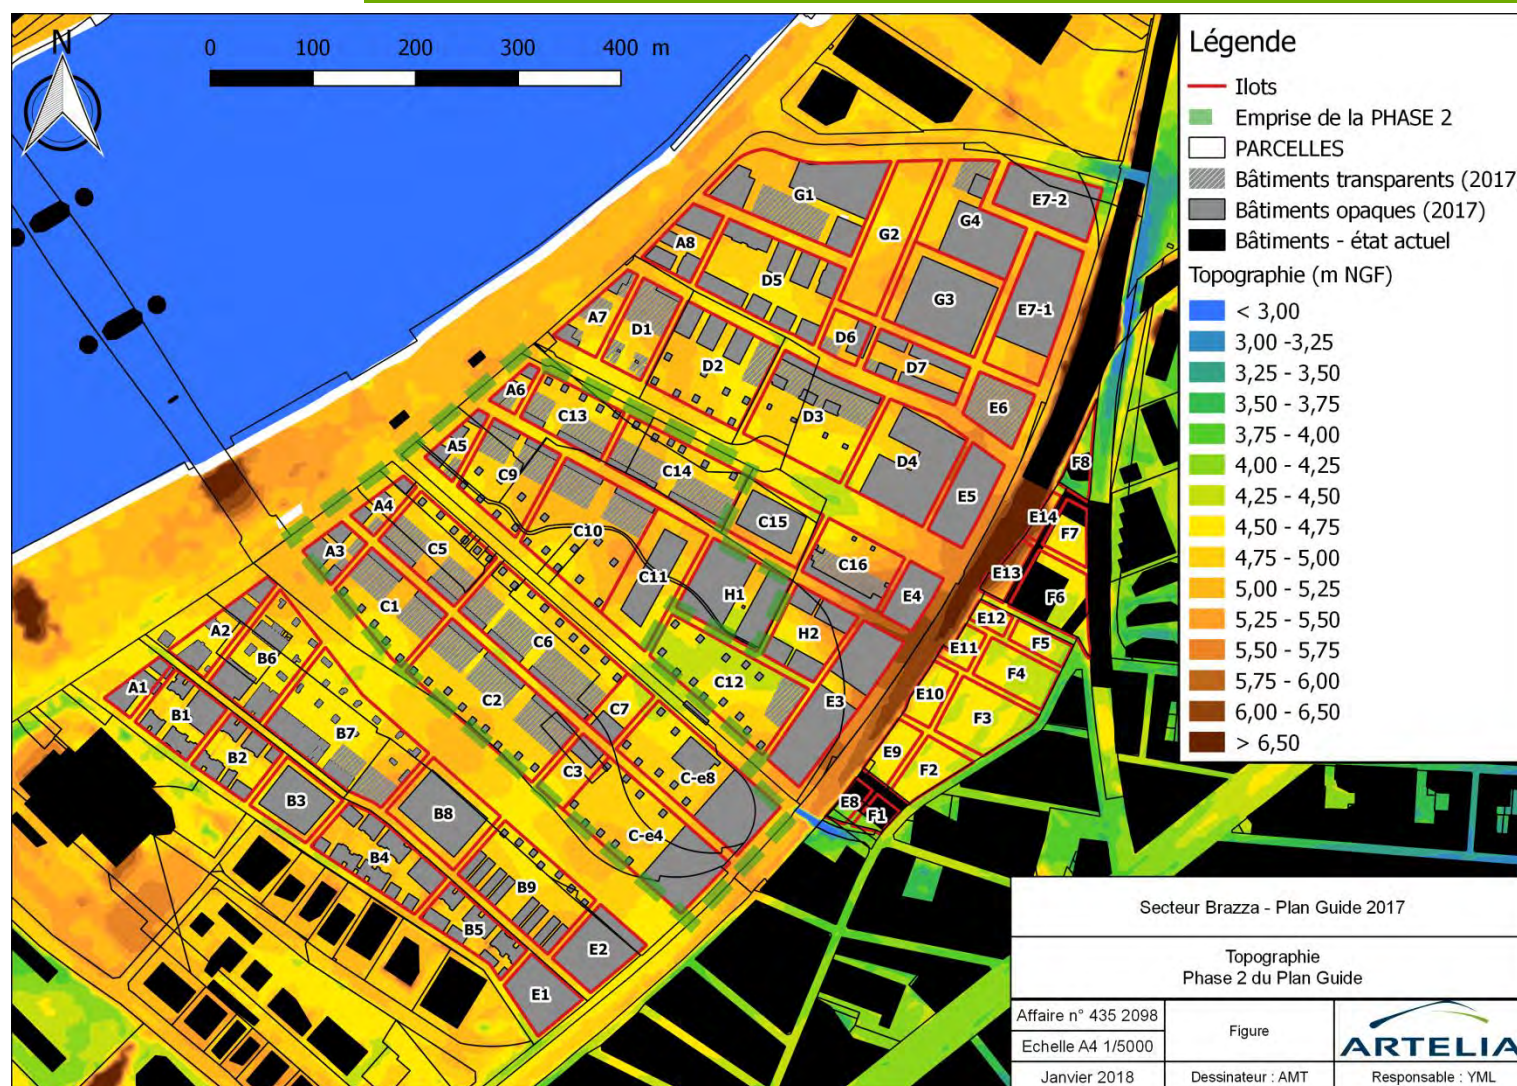 N
0 100 200 300 400 m
Légende
Ilots
Emprise de la PHASE 2
PARCELLES
Bâtiments transparents (2017
Bâtiments opaques (2017)
Bâtiments - état actuel
Topographie (m NGF)
< 3,00
3,00 -3,25
3,25 - 3,50
3,50 - 3,75
3,75 - 4,00
4,00 - 4,25
4,25 - 4,50
4,50 - 4,75
4,75 - 5,00
5,00 - 5,25
5,25 - 5,50
5,50 - 5,75
5,75 - 6,00
6,00 - 6,50
> 6,50
G1
E7-2
G4
G2
A8
D5
G3
E7-1
A7
D1
D6
D2
D7
A6
C13
D3
E6
A5
C9
C14
D4
F8
E5
A4
C10
C15
E14
F7
A3
C5
C11
C16
E13
C1
H1
E4
F6
A2
B6
C6
H2
E12
F5
E11
F4
A1
B1
C2
C12
E10
B7
C7
E3
F3
B2
C3
C-e8
E9
F2
B3
B8
E8
F1
C-e4
B4
B9
B5
E2
E1
Secteur Brazza - Plan Guide 2017
Topographie
Phase 2 du Plan Guide
Affaire n° 435 2098
Echelle A4 1/5000
Janvier 2018
Figure
Dessinateur : AMT
ARTELIA
Responsable : YML